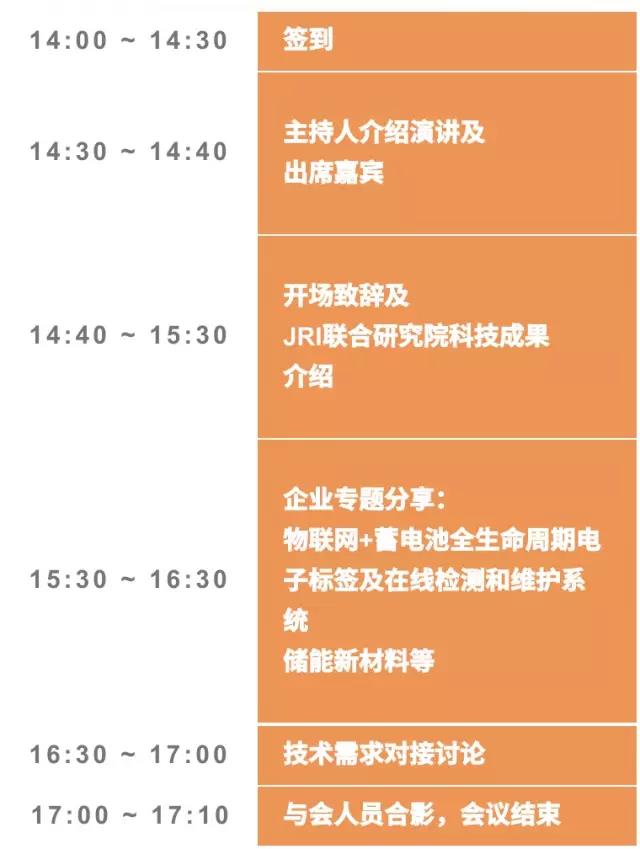 14:00 ~ 14:30
签到
14:30 ~ 14:40
主持人介绍演讲及
出席嘉宾
14:40 ~ 15:30
开场致辞及
JRI联合研究院科技成果
介绍
15:30 ~ 16:30
企业专题分享：
物联网+蓄电池全生命周期电
子标签及在线检测和维护系
统
储能新材料等
16:30 ~ 17:00
技术需求对接讨论
17:00 ~ 17:10
与会人员合影，会议结束